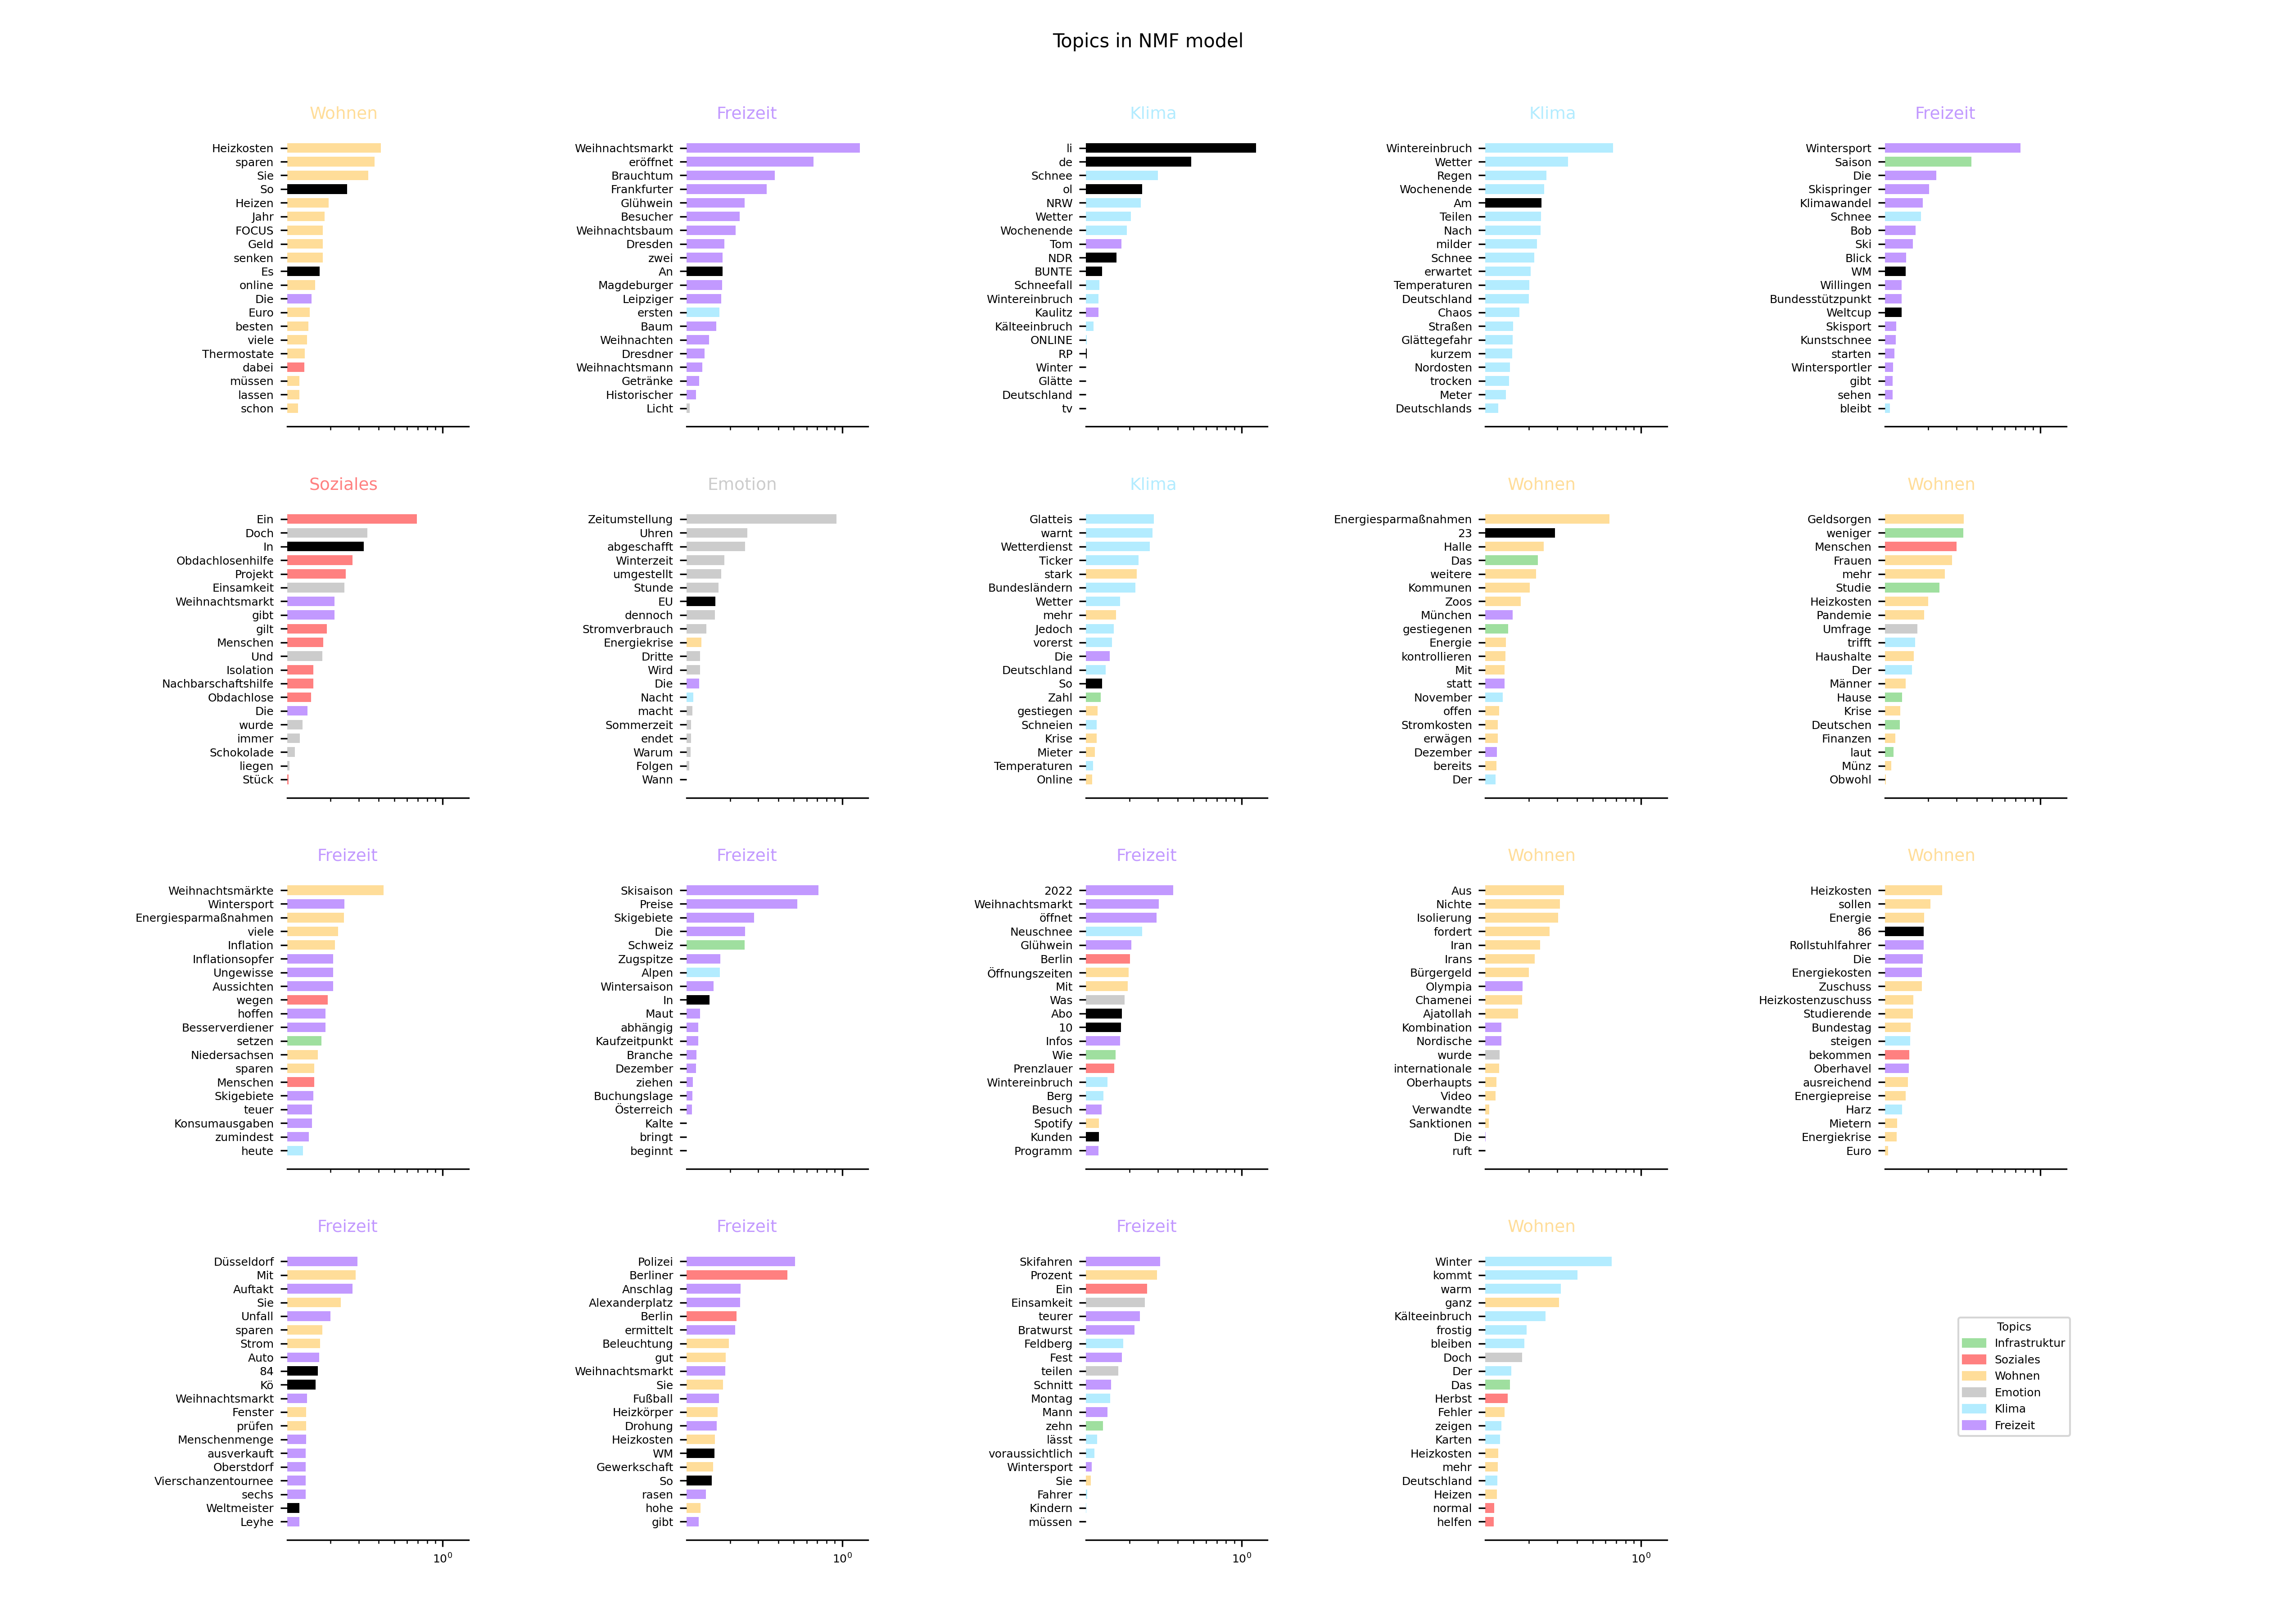 Topics in NMF model
Wohnen
Heizkosten
sparen
Sie
So
Heizen
Jahr
FOCUS
Geld
senken
Es
online
Die
Euro
besten
viele
Thermostate
dabei
müssen
lassen
schon
Freizeit
Weihnachtsmarkt
eröffnet
Brauchtum
Frankfurter
Glühwein
Besucher
Weihnachtsbaum
Dresden
zwei
An
Magdeburger
Leipziger
ersten
Baum
Weihnachten
Dresdner
Weihnachtsmann
Getränke
Historischer
Licht
Klima
li
de
Schnee
ol
NRW
Wetter
Wochenende
Tom
NDR
BUNTE
Schneefall
Wintereinbruch
Kaulitz
Kälteeinbruch
ONLINE
RP
Winter
Glätte
Deutschland
tv
Klima
Wintereinbruch
Wetter
Regen
Wochenende
Am
Teilen
Nach
milder
Schnee
erwartet
Temperaturen
Deutschland
Chaos
Straßen
Glättegefahr
kurzem
Nordosten
trocken
Meter
Deutschlands
Freizeit
Wintersport
Saison
Die
Skispringer
Klimawandel
Schnee
Bob
Ski
Blick
WM
Willingen
Bundesstützpunkt
Weltcup
Skisport
Kunstschnee
starten
Wintersportler
gibt
sehen
bleibt
Soziales
Ein
Doch
In
Obdachlosenhilfe
Projekt
Einsamkeit
Weihnachtsmarkt
gibt
gilt
Menschen
Und
Isolation
Nachbarschaftshilfe
Obdachlose
Die
wurde
immer
Schokolade
liegen
Stück
Emotion
Zeitumstellung
Uhren
abgeschafft
Winterzeit
umgestellt
Stunde
EU
dennoch
Stromverbrauch
Energiekrise
Dritte
Wird
Die
Nacht
macht
Sommerzeit
endet
Warum
Folgen
Wann
Klima
Glatteis
warnt
Wetterdienst
Ticker
stark
Bundesländern
Wetter
mehr
Jedoch
vorerst
Die
Deutschland
So
Zahl
gestiegen
Schneien
Krise
Mieter
Temperaturen
Online
Wohnen
Energiesparmaßnahmen
23
Halle
Das
weitere
Kommunen
Zoos
München
gestiegenen
Energie
kontrollieren
Mit
statt
November
offen
Stromkosten
erwägen
Dezember
bereits
Der
Wohnen
Geldsorgen
weniger
Menschen
Frauen
mehr
Studie
Heizkosten
Pandemie
Umfrage
trifft
Haushalte
Der
Männer
Hause
Krise
Deutschen
Finanzen
laut
Münz
Obwohl
Freizeit
Weihnachtsmärkte
Wintersport
Energiesparmaßnahmen
viele
Inflation
Inflationsopfer
Ungewisse
Aussichten
wegen
hoffen
Besserverdiener
setzen
Niedersachsen
sparen
Menschen
Skigebiete
teuer
Konsumausgaben
zumindest
heute
Freizeit
Skisaison
Preise
Skigebiete
Die
Schweiz
Zugspitze
Alpen
Wintersaison
In
Maut
abhängig
Kaufzeitpunkt
Branche
Dezember
ziehen
Buchungslage
Österreich
Kalte
bringt
beginnt
Freizeit
2022
Weihnachtsmarkt
öffnet
Neuschnee
Glühwein
Berlin
Öffnungszeiten
Mit
Was
Abo
10
Infos
Wie
Prenzlauer
Wintereinbruch
Berg
Besuch
Spotify
Kunden
Programm
Wohnen
Aus
Nichte
Isolierung
fordert
Iran
Irans
Bürgergeld
Olympia
Chamenei
Ajatollah
Kombination
Nordische
wurde
internationale
Oberhaupts
Video
Verwandte
Sanktionen
Die
ruft
Wohnen
Heizkosten
sollen
Energie
86
Rollstuhlfahrer
Die
Energiekosten
Zuschuss
Heizkostenzuschuss
Studierende
Bundestag
steigen
bekommen
Oberhavel
ausreichend
Energiepreise
Harz
Mietern
Energiekrise
Euro
Freizeit
Düsseldorf
Mit
Auftakt
Sie
Unfall
sparen
Strom
Auto
84
Kö
Weihnachtsmarkt
Fenster
prüfen
Menschenmenge
ausverkauft
Oberstdorf
Vierschanzentournee
sechs
Weltmeister
Leyhe
10⁰
Freizeit
Polizei
Berliner
Anschlag
Alexanderplatz
Berlin
ermittelt
Beleuchtung
gut
Weihnachtsmarkt
Sie
Fußball
Heizkörper
Drohung
Heizkosten
WM
Gewerkschaft
So
rasen
hohe
gibt
10⁰
Freizeit
Skifahren
Prozent
Ein
Einsamkeit
teurer
Bratwurst
Feldberg
Fest
teilen
Schnitt
Montag
Mann
zehn
lässt
voraussichtlich
Wintersport
Sie
Fahrer
Kindern
müssen
10⁰
Wohnen
Winter
kommt
warm
ganz
Kälteeinbruch
frostig
bleiben
Doch
Der
Das
Herbst
Fehler
zeigen
Karten
Heizkosten
mehr
Deutschland
Heizen
normal
helfen
10⁰
Topics
Infrastruktur
Soziales
Wohnen
Emotion
Klima
Freizeit